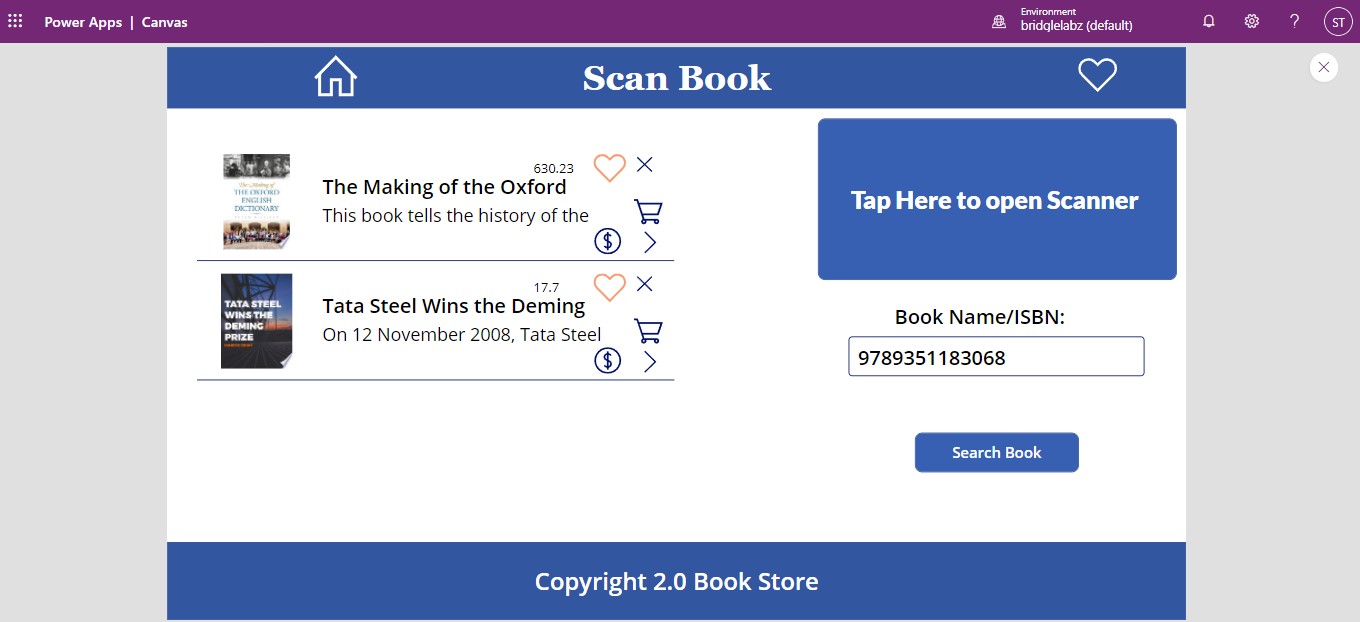 Power Apps | Canvas
Environment
bridglelabz (default)
?
ST
Scan Book
630.23
The Making of the Oxford
This book tells the history of the
THE OXFORD
ENGLISH
DICTIONARY
$
17.7
Tata Steel Wins the Deming
On 12 November 2008, Tata Steel
TATA STEEL
WINS THE
DEMING
PRIZE
$
Tap Here to open Scanner
Book Name/ISBN:
9789351183068
Search Book
Copyright 2.0 Book Store